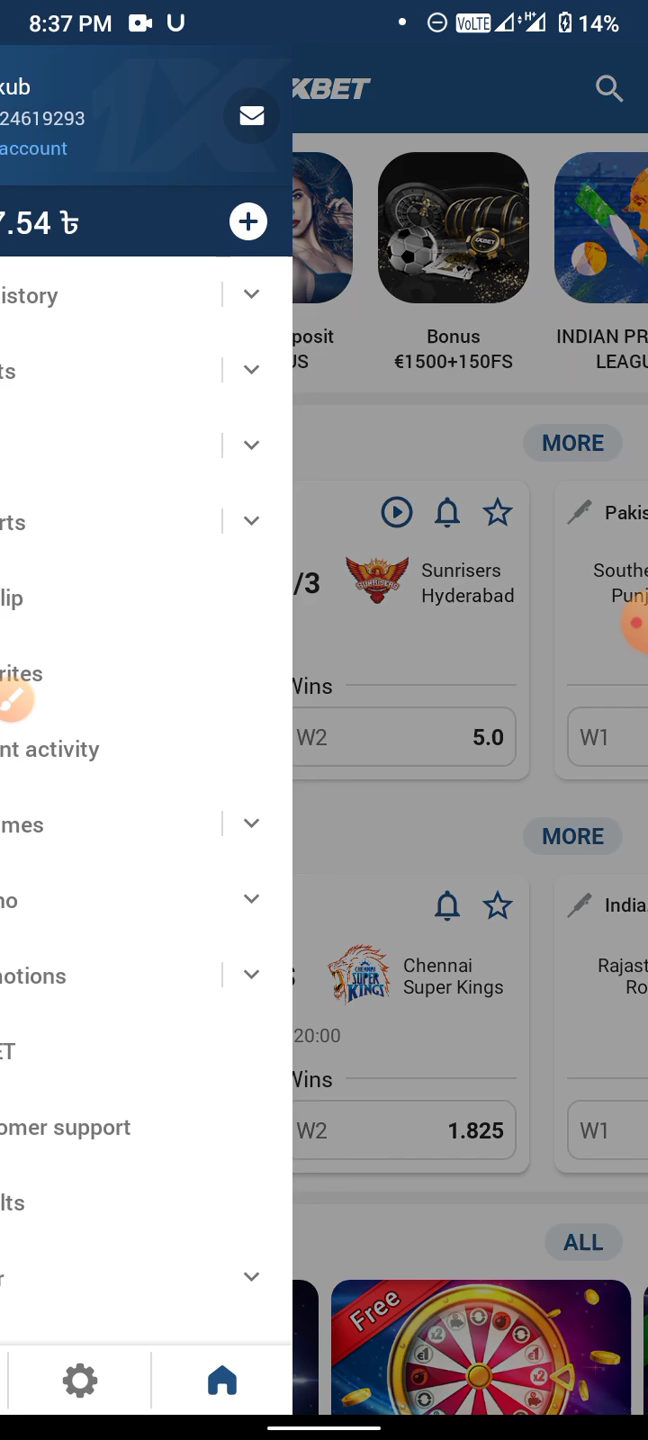 8:37 PM
VoLTE
H+
14%
kub
24619293
account
7.54 ৳
istory
ts
rts
lip
rites
nt activity
mes
no
notions
ET
omer support
lts
r
XBET
posit
US
Bonus
€1500+150FS
INDIAN PR
LEAGU
MORE
/3
Sunrisers
Hyderabad
Wins
W2
5.0
Pakis
Southe
Punj
W1
MORE
Chennai
Super Kings
20:00
Wins
W2
1.825
India.
Rajast
Ro
W1
ALL
Free